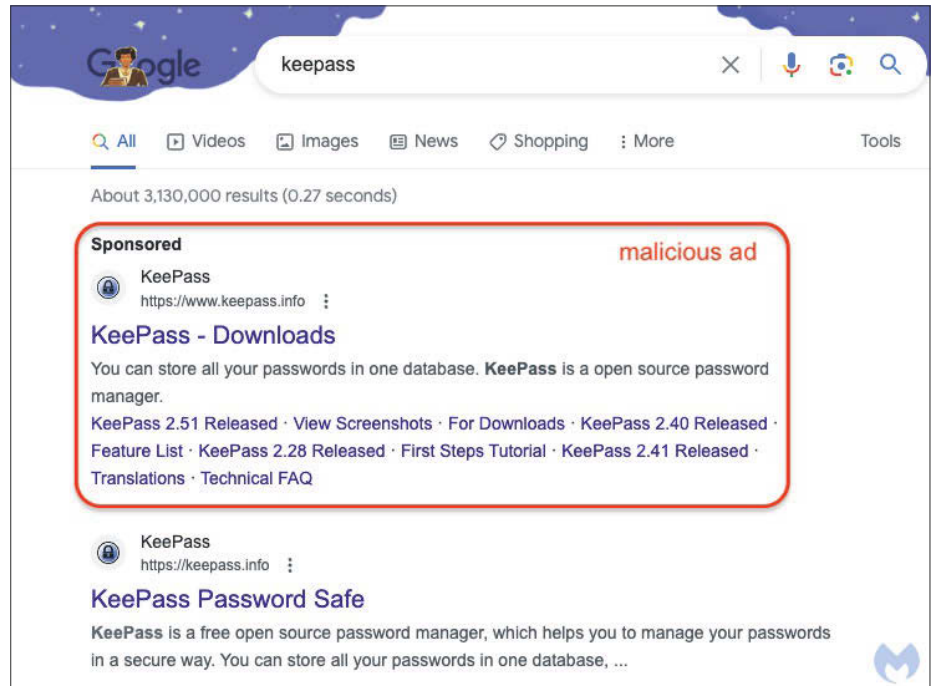 Google
keepass
All Videos Images News Shopping More Tools
About 3,130,000 results (0.27 seconds)
Sponsored
malicious ad
KeePass
https://www.keepass.info
KeePass - Downloads
You can store all your passwords in one database. KeePass is a open source password
manager.
KeePass 2.51 Released · View Screenshots · For Downloads · KeePass 2.40 Released ·
Feature List · KeePass 2.28 Released · First Steps Tutorial · KeePass 2.41 Released ·
Translations · Technical FAQ
KeePass
https://keepass.info
KeePass Password Safe
KeePass is a free open source password manager, which helps you to manage your passwords
in a secure way. You can store all your passwords in one database, ...